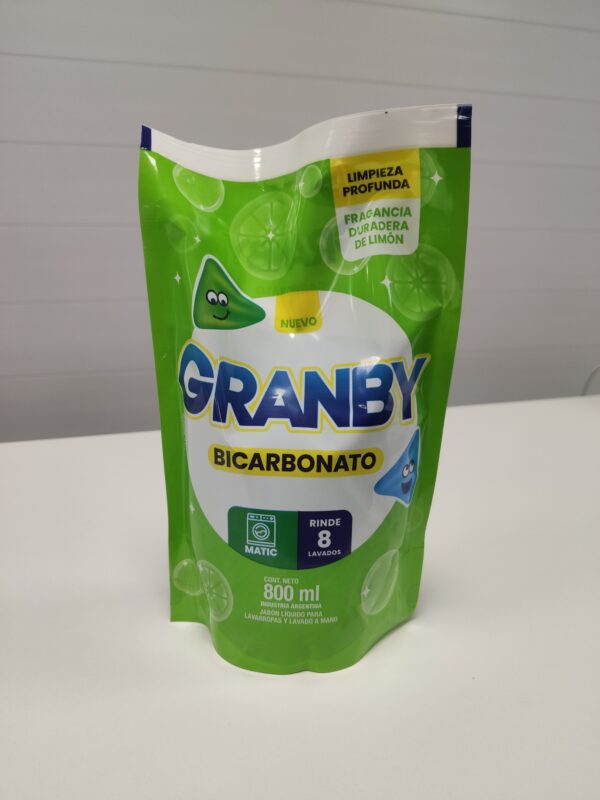 LIMPIEZA
PROFUNDA
FRAGANCIA
DURADERA
DE LIMÓN
NUEVO
GRANBY
BICARBONATO
MATIC
RINDE
8
LAVADOS
CONT. NETO
800 ml
INDUSTRIA ARGENTINA
JABÓN LÍQUIDO PARA
LAVARROPAS Y LAVADO A MANO